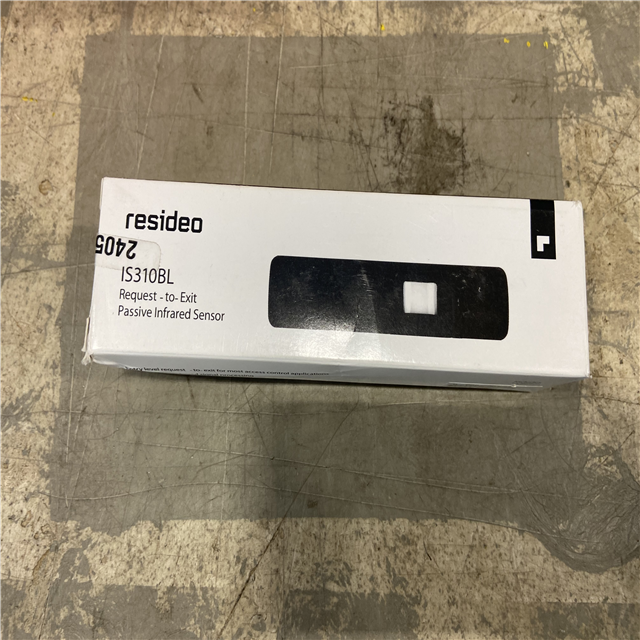 resideo
2405
IS310BL
Request - to- Exit
Passive Infrared Sensor